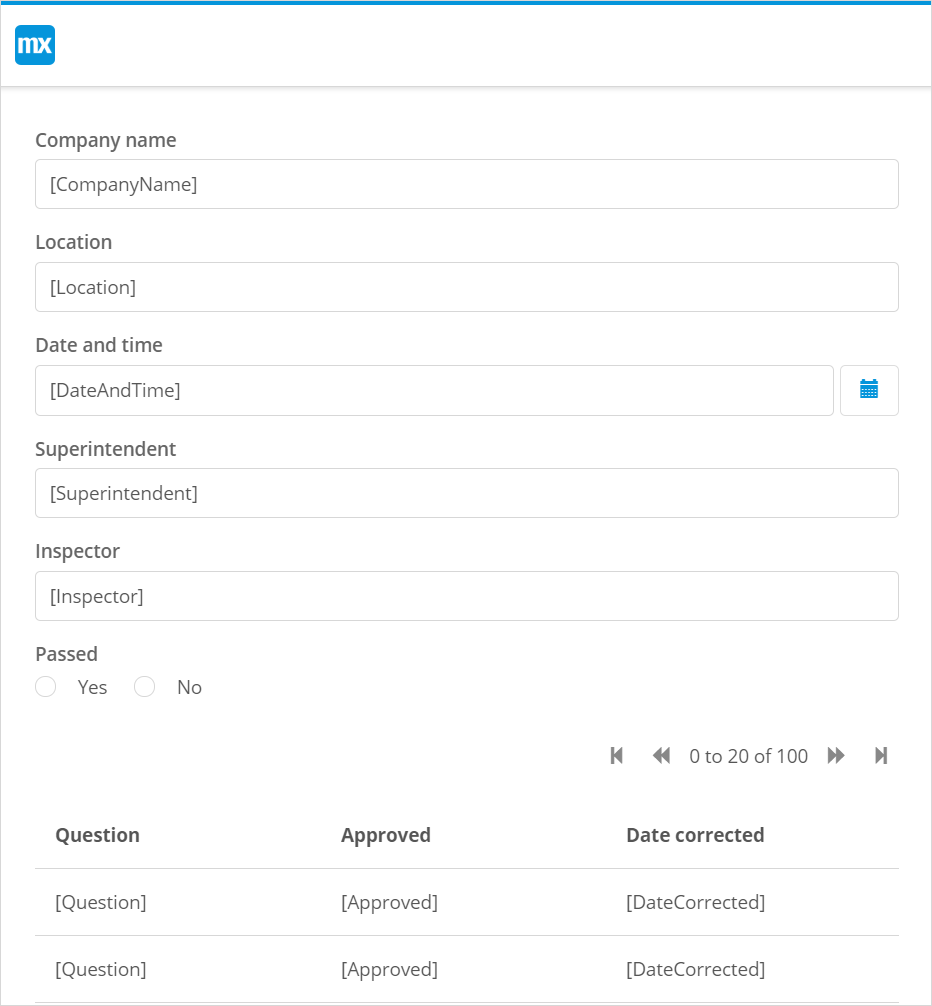 mx
Company name
[CompanyName]
Location
[Location]
Date and time
[DateAndTime]
Superintendent
[Superintendent]
Inspector
[Inspector]
Passed
Yes No
0 to 20 of 100
Question Approved Date corrected
[Question] [Approved] [DateCorrected]
[Question] [Approved] [DateCorrected]